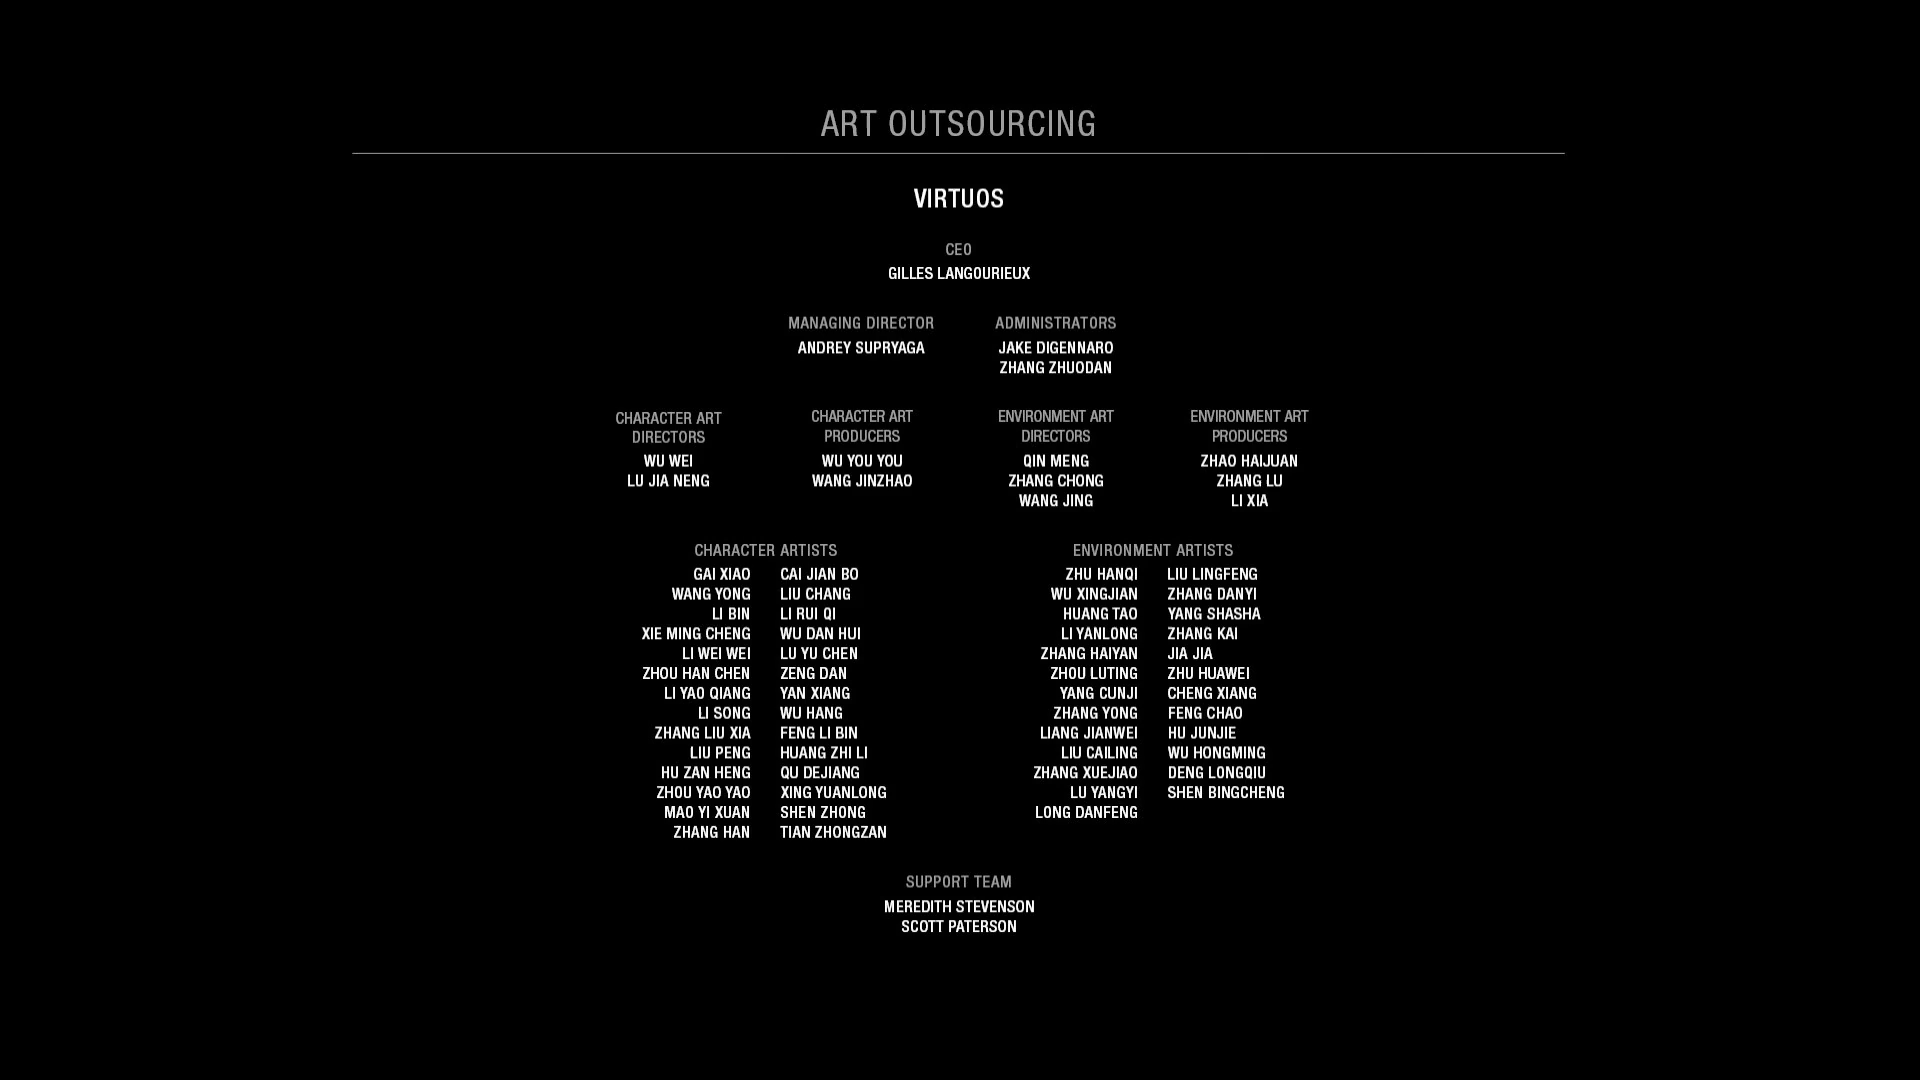 ART OUTSOURCING
VIRTUOS
CEO
GILLES LANGOURIEUX
MANAGING DIRECTOR
ANDREY SUPRYAGA
ADMINISTRATORS
JAKE DIGENNARO
ZHANG ZHUODAN
CHARACTER ART
DIRECTORS
WU WEI
LU JIA NENG
CHARACTER ART
PRODUCERS
WU YOU YOU
WANG JINZHAO
ENVIRONMENT ART
DIRECTORS
QIN MENG
ZHANG CHONG
WANG JING
ENVIRONMENT ART
PRODUCERS
ZHAO HAIJUAN
ZHANG LU
LI XIA
CHARACTER ARTISTS
GAI XIAO
WANG YONG
LI BIN
XIE MING CHENG
LI WEI WEI
ZHOU HAN CHEN
LI YAO QIANG
LI SONG
ZHANG LIU XIA
LIU PENG
HU ZAN HENG
ZHOU YAO YAO
MAO YI XUAN
ZHANG HAN
CAI JIAN BO
LIU CHANG
LI RUI QI
WU DAN HUI
LU YU CHEN
ZENG DAN
YAN XIANG
WU HANG
FENG LI BIN
HUANG ZHI LI
QU DEJIANG
XING YUANLONG
SHEN ZHONG
TIAN ZHONGZAN
ENVIRONMENT ARTISTS
ZHU HANQI
WU XINGJIAN
HUANG TAO
LI YANLONG
ZHANG HAIYAN
ZHOU LUTING
YANG CUNJI
ZHANG YONG
LIANG JIANWEI
LIU CAILING
ZHANG XUEJIAO
LU YANGYI
LONG DANFENG
LIU LINGFENG
ZHANG DANYI
YANG SHASHA
ZHANG KAI
JIA JIA
ZHU HUAWEI
CHENG XIANG
FENG CHAO
HU JUNJIE
WU HONGMING
DENG LONGQIU
SHEN BINGCHENG
SUPPORT TEAM
MEREDITH STEVENSON
SCOTT PATERSON